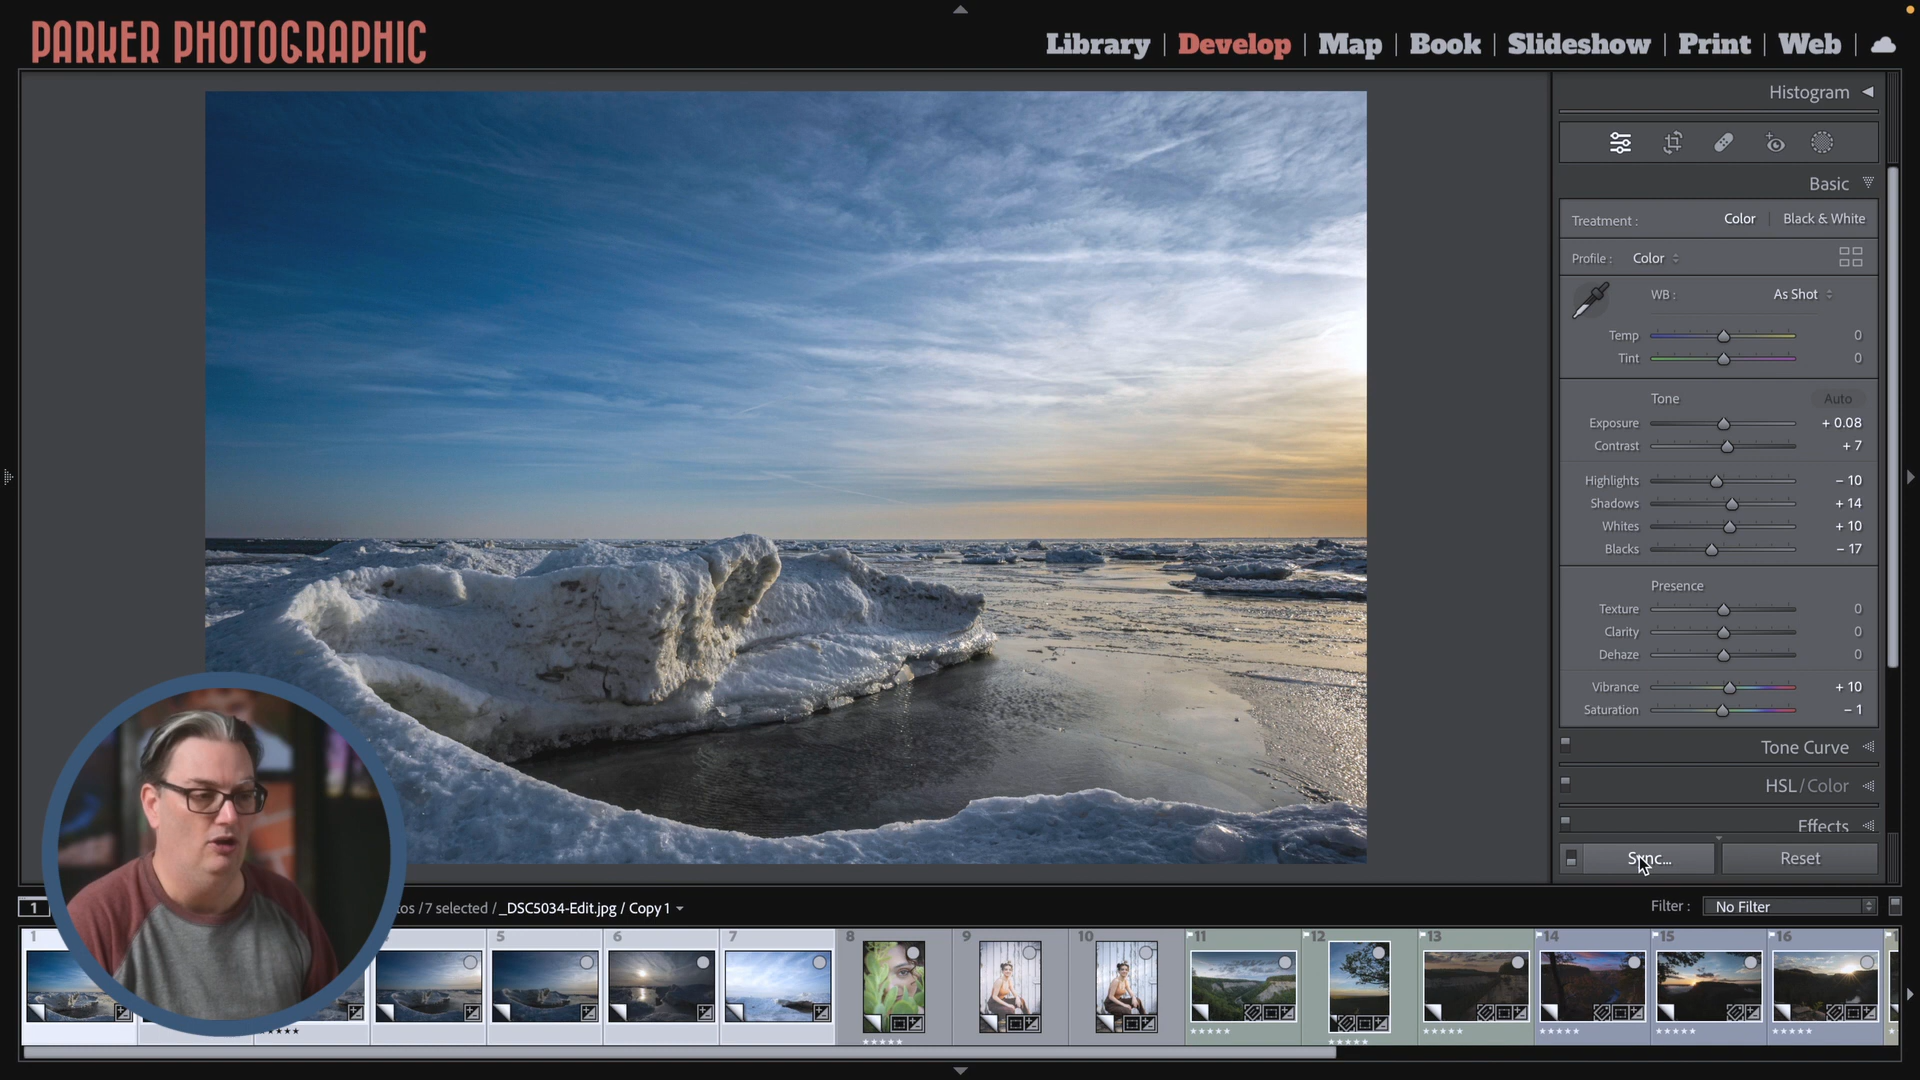 PARKER PHOTOGRAPHIC
Library | Develop | Map | Book | Slideshow | Print | Web
Histogram
Basic
Treatment : Color | Black & White
Profile : Color
WB : As Shot
Temp 0
Tint 0
Tone Auto
Exposure + 0.08
Contrast + 7
Highlights − 10
Shadows + 14
Whites + 10
Blacks − 17
Presence
Texture 0
Clarity 0
Dehaze 0
Vibrance + 10
Saturation − 1
Tone Curve
HSL / Color
Effects
Sync... Reset
1 / 7 selected / _DSC5034-Edit.jpg / Copy 1
Filter : No Filter
1 5 6 7 8 9 10 11 12 13 14 15 16